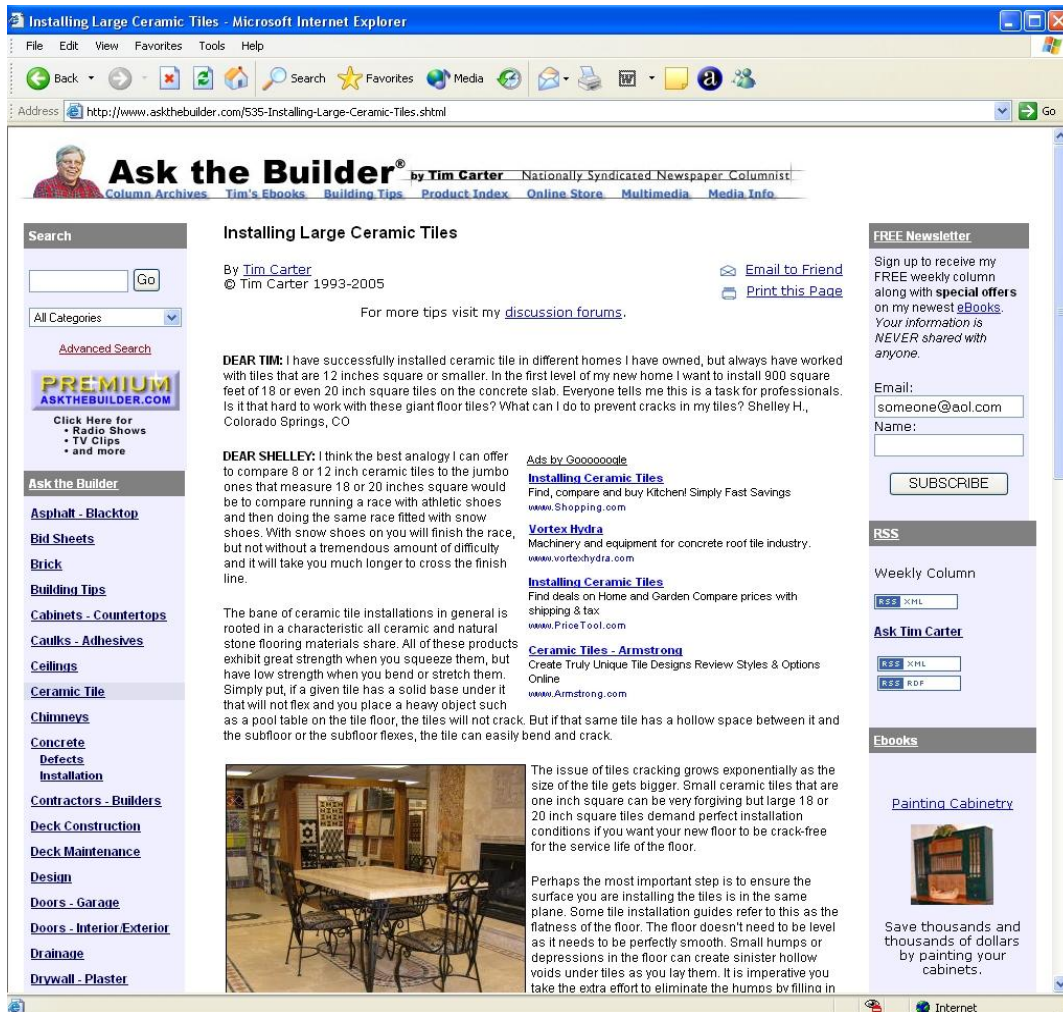 Installing Large Ceramic Tiles - Microsoft Internet Explorer
File Edit View Favorites Tools Help
Back Search Favorites Media
Address http://www.askthebuilder.com/535-Installing-Large-Ceramic-Tiles.shtml Go
Ask the Builder® by Tim Carter Nationally Syndicated Newspaper Columnist
Column Archives Tim's Ebooks Building Tips Product Index Online Store Multimedia Media Info
Search
Go
All Categories
Advanced Search
PREMIUM
ASKTHEBUILDER.COM
Click Here for
• Radio Shows
• TV Clips
• and more
Ask the Builder
Asphalt - Blacktop
Bid Sheets
Brick
Building Tips
Cabinets - Countertops
Caulks - Adhesives
Ceilings
Ceramic Tile
Chimneys
Concrete
Defects
Installation
Contractors - Builders
Deck Construction
Deck Maintenance
Design
Doors - Garage
Doors - Interior/Exterior
Drainage
Drywall - Plaster
Installing Large Ceramic Tiles
By Tim Carter
© Tim Carter 1993-2005
Email to Friend
Print this Page
For more tips visit my discussion forums.
DEAR TIM: I have successfully installed ceramic tile in different homes I have owned, but always have worked
with tiles that are 12 inches square or smaller. In the first level of my new home I want to install 900 square
feet of 18 or even 20 inch square tiles on the concrete slab. Everyone tells me this is a task for professionals.
Is it that hard to work with these giant floor tiles? What can I do to prevent cracks in my tiles? Shelley H.,
Colorado Springs, CO
DEAR SHELLEY: I think the best analogy I can offer
to compare 8 or 12 inch ceramic tiles to the jumbo
ones that measure 18 or 20 inches square would
be to compare running a race with athletic shoes
and then doing the same race fitted with snow
shoes. With snow shoes on you will finish the race,
but not without a tremendous amount of difficulty
and it will take you much longer to cross the finish
line.
The bane of ceramic tile installations in general is
rooted in a characteristic all ceramic and natural
stone flooring materials share. All of these products
exhibit great strength when you squeeze them, but
have low strength when you bend or stretch them.
Simply put, if a given tile has a solid base under it
that will not flex and you place a heavy object such
as a pool table on the tile floor, the tiles will not crack. But if that same tile has a hollow space between it and
the subfloor or the subfloor flexes, the tile can easily bend and crack.
Ads by Goooooogle
Installing Ceramic Tiles
Find, compare and buy Kitchen! Simply Fast Savings
www.Shopping.com
Vortex Hydra
Machinery and equipment for concrete roof tile industry.
www.vortexhydra.com
Installing Ceramic Tiles
Find deals on Home and Garden Compare prices with
shipping & tax
www.PriceTool.com
Ceramic Tiles - Armstrong
Create Truly Unique Tile Designs Review Styles & Options
Online
www.Armstrong.com
The issue of tiles cracking grows exponentially as the
size of the tile gets bigger. Small ceramic tiles that are
one inch square can be very forgiving but large 18 or
20 inch square tiles demand perfect installation
conditions if you want your new floor to be crack-free
for the service life of the floor.
Perhaps the most important step is to ensure the
surface you are installing the tiles is in the same
plane. Some tile installation guides refer to this as the
flatness of the floor. The floor doesn't need to be level
as it needs to be perfectly smooth. Small humps or
depressions in the floor can create sinister hollow
voids under tiles as you lay them. It is imperative you
take the extra effort to eliminate the humps by filling in
FREE Newsletter
Sign up to receive my
FREE weekly column
along with special offers
on my newest eBooks.
Your information is
NEVER shared with
anyone.
Email:
someone@aol.com
Name:
SUBSCRIBE
RSS
Weekly Column
RSS XML
Ask Tim Carter
RSS XML
RSS RDF
Ebooks
Painting Cabinetry
Save thousands and
thousands of dollars
by painting your
cabinets.
Internet